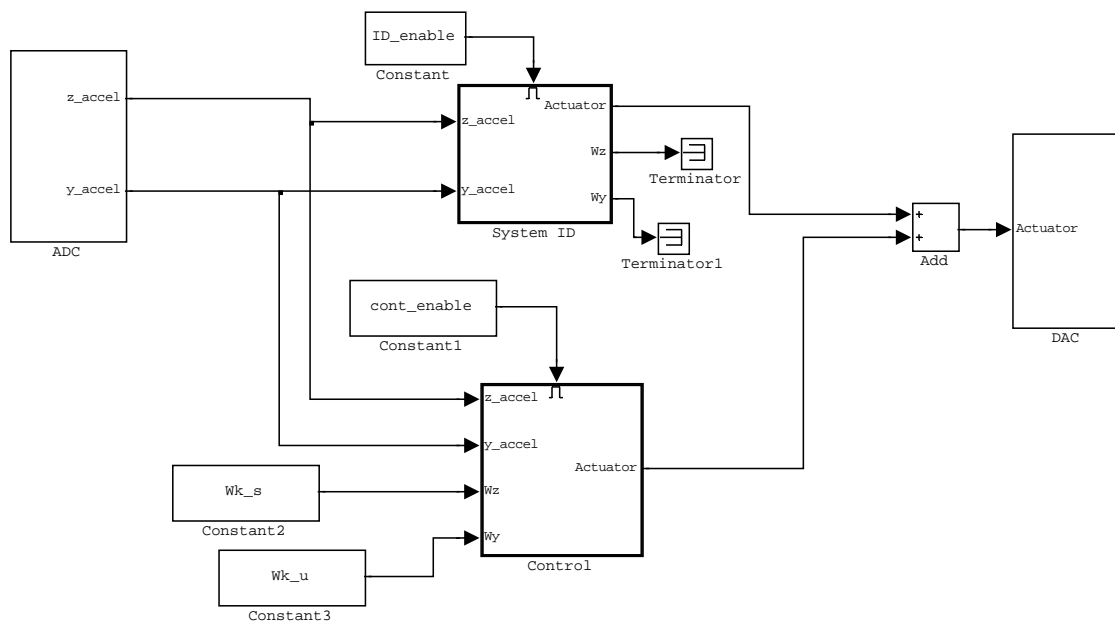 ID_enable
Constant
z_accel
y_accel
ADC
z_accel
y_accel
Actuator
Wz
Wy
System ID
Terminator
Terminator1
+
+
Add
Actuator
DAC
cont_enable
Constant1
z_accel
y_accel
Wz
Wy
Actuator
Control
Wk_s
Constant2
Wk_u
Constant3